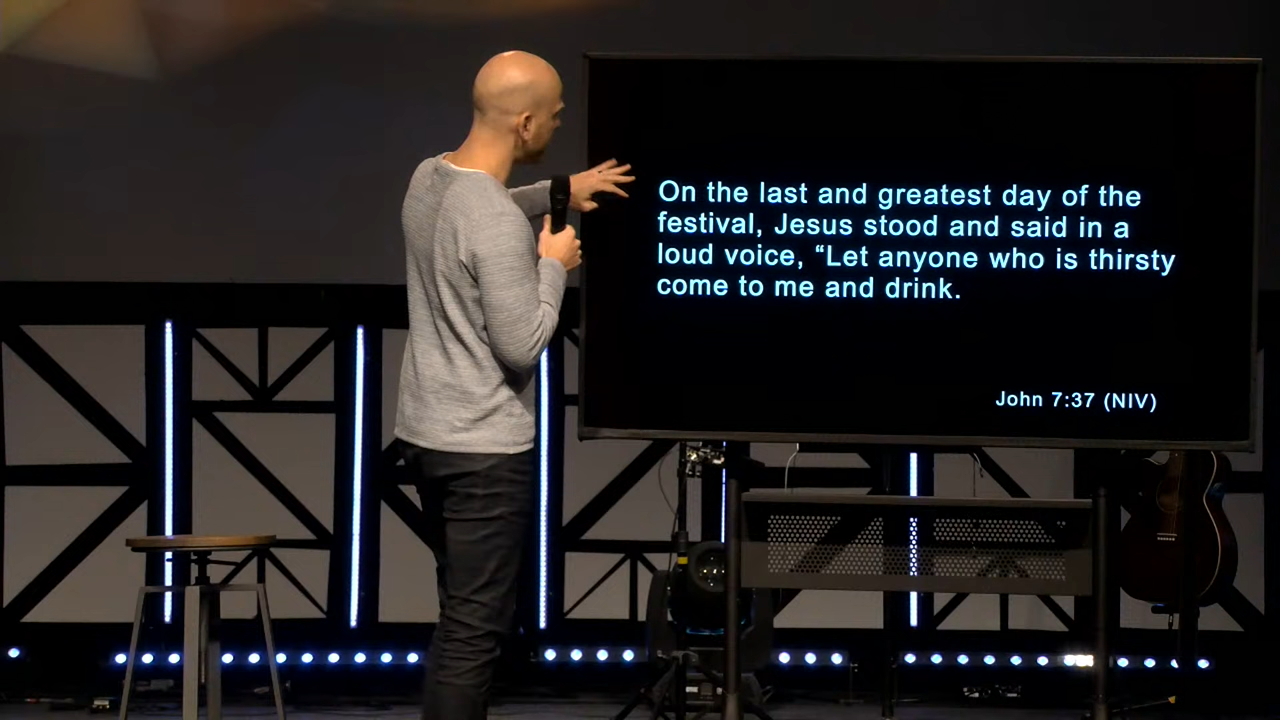 On the last and greatest day of the
festival, Jesus stood and said in a
loud voice, “Let anyone who is thirsty
come to me and drink.
John 7:37 (NIV)